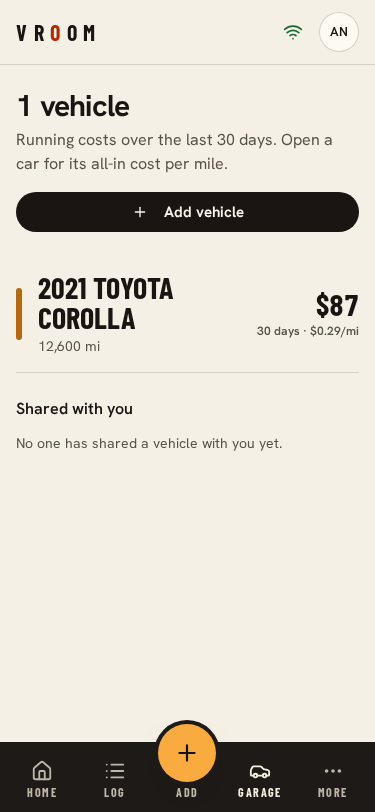 VROOM
AN
1 vehicle
Running costs over the last 30 days. Open a
car for its all-in cost per mile.
+ Add vehicle
2021 TOYOTA
COROLLA
12,600 mi
$87
30 days · $0.29/mi
Shared with you
No one has shared a vehicle with you yet.
HOME
LOG
ADD
GARAGE
MORE